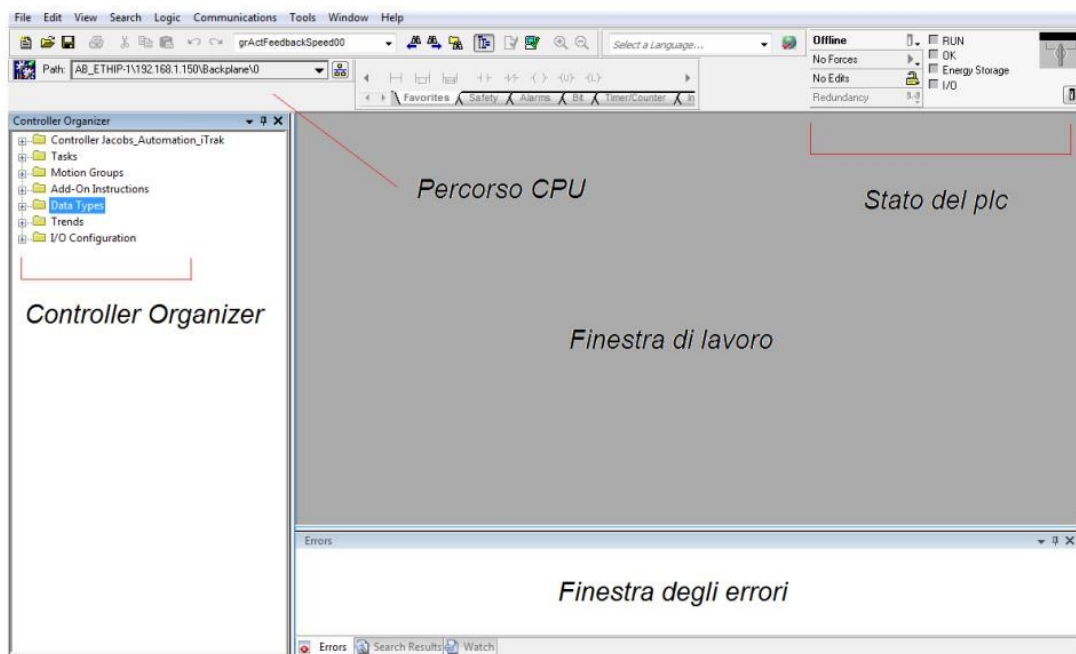 File Edit View Search Logic Communications Tools Window Help
grActFeedbackSpeed00
Select a Language...
Path: AB_ETHIP-1\192.168.1.150\Backplane\0
Favorites Safety Alarms Bit Timer/Counter In
Offline RUN
No Forces OK
No Edits Energy Storage
Redundancy I/O
Controller Organizer
Controller Jacobs_Automation_iTrak
Tasks
Motion Groups
Add-On Instructions
Data Types
Trends
I/O Configuration
Percorso CPU
Stato del plc
Controller Organizer
Finestra di lavoro
Errors
Finestra degli errori
Errors Search Results Watch